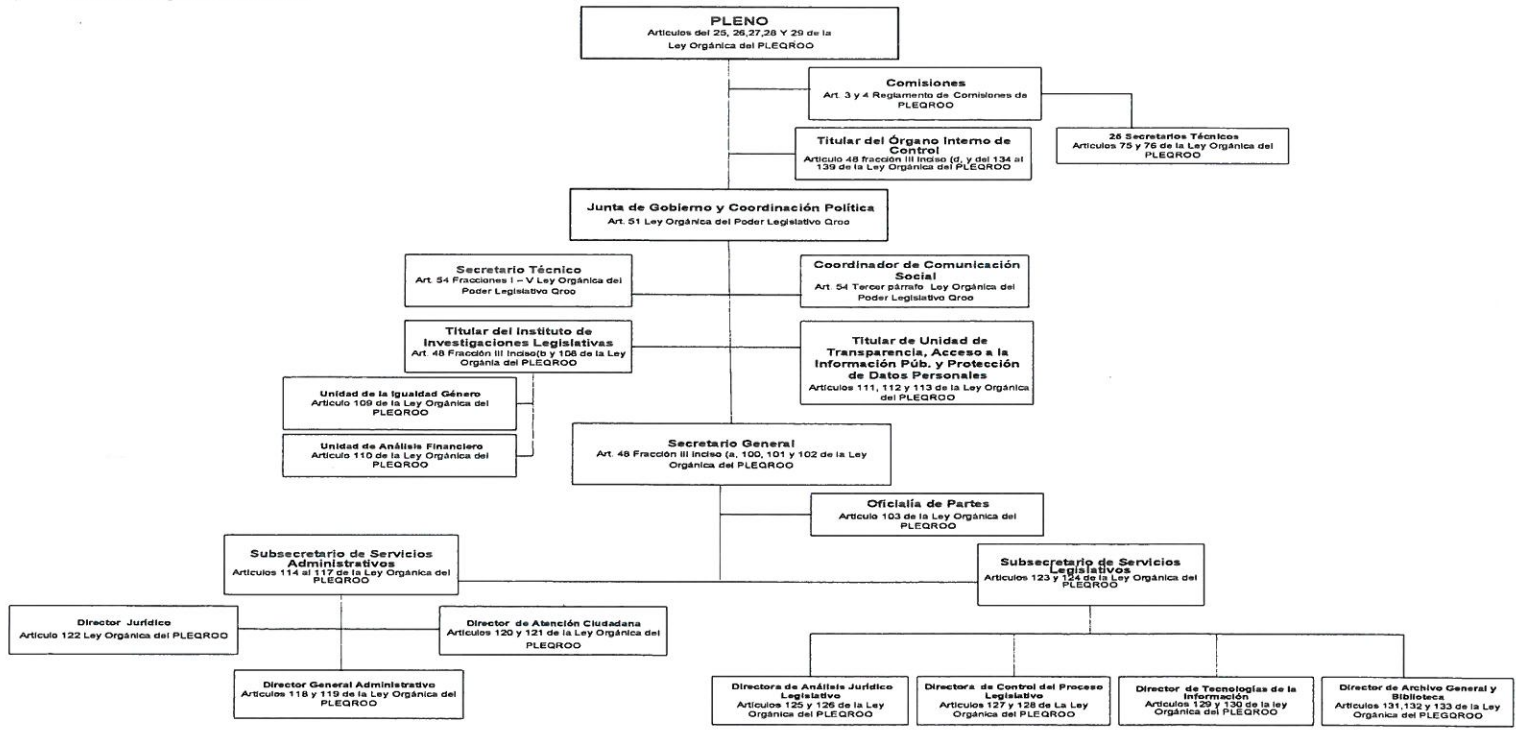 PLENO
Artículos del 25, 26,27,28 Y 29 de la
Ley Orgánica del PLEQROO
Comisiones
Art. 3 y 4 Reglamento de Comisiones de
PLEQROO
26 Secretarios Técnicos
Artículos 75 y 76 de la Ley Orgánica del
PLEGROO
Titular del Órgano Interno de
Control
Artículo 48 fracción III Inciso (d, y del 134 al
139 de la Ley Orgánica del PLEQROO
Junta de Gobierno y Coordinación Política
Art. 51 Ley Orgánica del Poder Legislativo Qroo
Secretario Técnico
Art. 54 Fracciones I – V Ley Orgánica del
Poder Legislativo Qroo
Coordinador de Comunicación
Social
Art. 54 Tercer párrafo Ley Orgánica del
Poder Legislativo Qroo
Titular del Instituto de
Investigaciones Legislativas
Art. 48 Fracción III Inciso(b y 108 de la Ley
Orgánia del PLEQROO
Titular de Unidad de
Transparencia, Acceso a la
Información Púb. y Protección
de Datos Personales
Artículos 111, 112 y 113 de la Ley Orgánica
del PLEQROO
Unidad de la Igualdad Género
Artículo 109 de la Ley Orgánica del
PLEQROO
Unidad de Análisis Financiero
Artículo 110 de la Ley Orgánica del
PLEQROO
Secretario General
Art. 48 Fracción III inciso (a, 100, 101 y 102 de la Ley
Orgánica del PLEQROO
Oficialía de Partes
Artículo 103 de la Ley Orgánica del
PLEQROO
Subsecretario de Servicios
Administrativos
Artículos 114 al 117 de la Ley Orgánica del
PLEQROO
Subsecretario de Servicios
Legislativos
Artículos 123 y 124 de la Ley Orgánica del
PLEQROO
Director Jurídico
Artículo 122 Ley Orgánica del PLEQROO
Director de Atención Ciudadana
Artículos 120 y 121 de la Ley Orgánica del
PLEQROO
Director General Administrativo
Artículos 118 y 119 de la Ley Orgánica del
PLEQROO
Directora de Análisis Jurídico
Legislativo
Artículos 125 y 126 de la Ley
Orgánica del PLEQROO
Directora de Control del Proceso
Legislativo
Artículos 127 y 128 de La Ley
Orgánica del PLEQROO
Director de Tecnologías de la
Información
Artículos 129 y 130 de la ley
Orgánica del PLEQROO
Director de Archivo General y
Biblioteca
Artículos 131,132 y 133 de la Ley
Orgánica del PLEGQROO